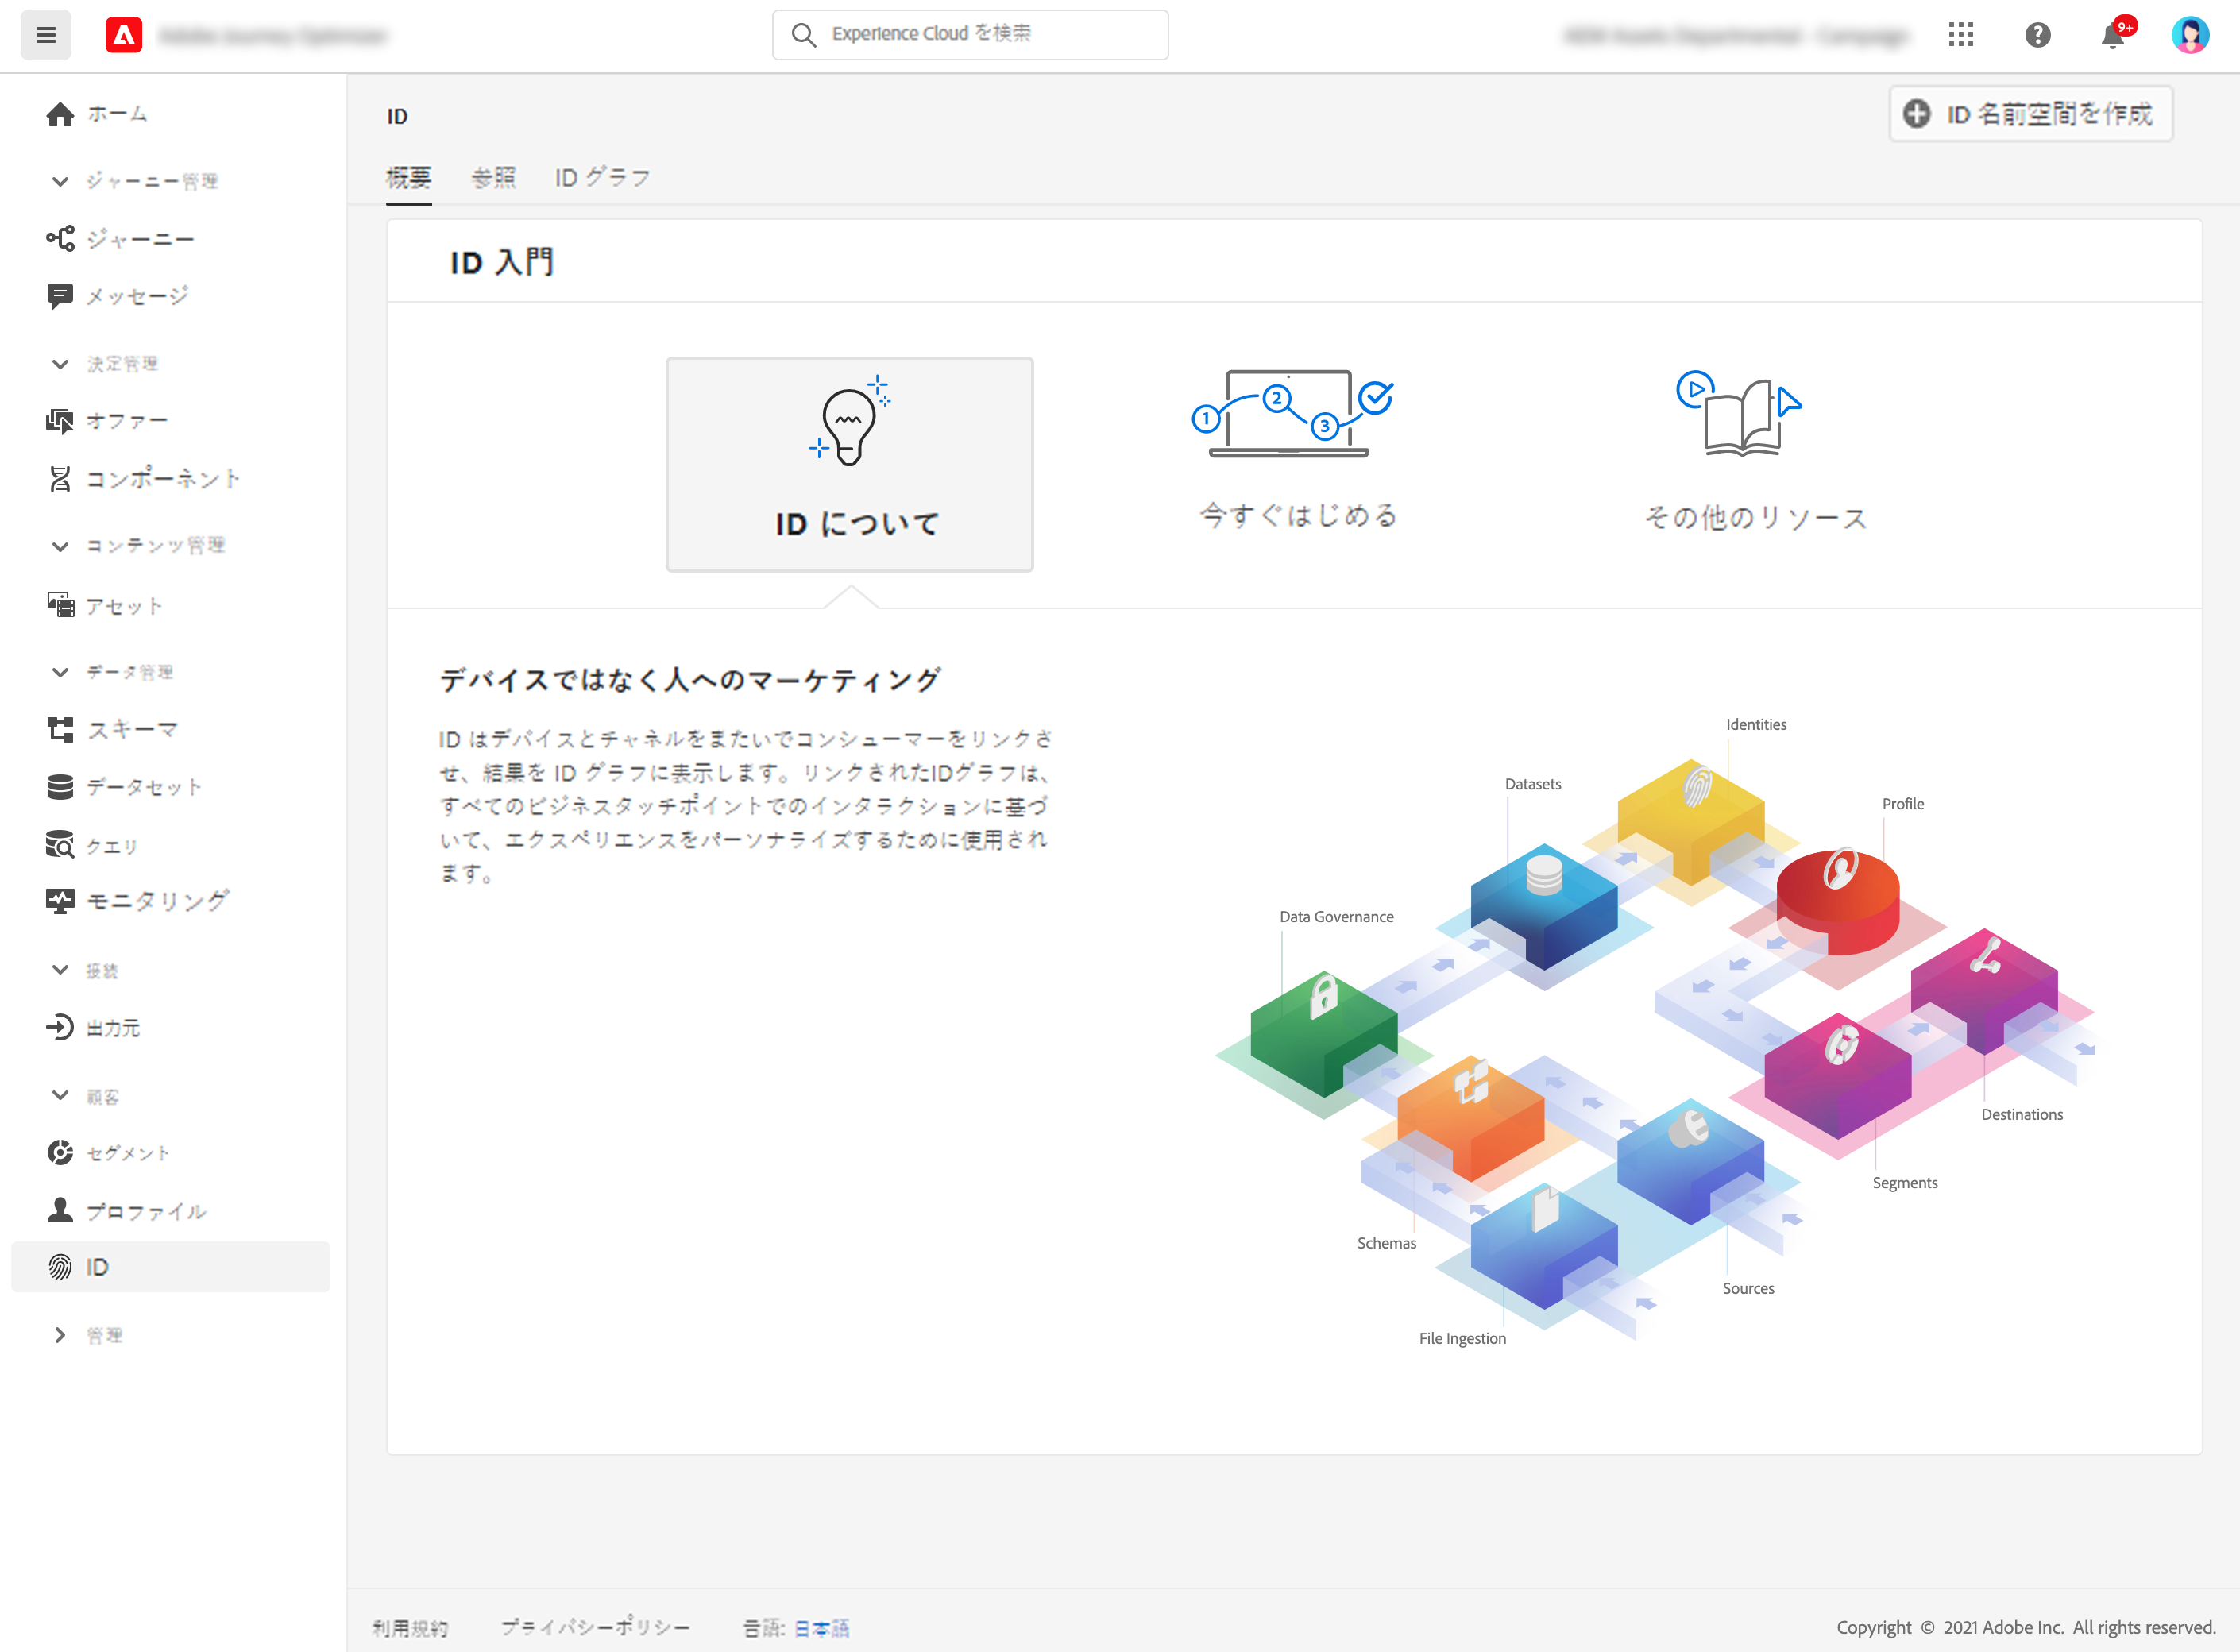 Experience Cloud を検索
9+
ホーム
ジャーニー管理
ジャーニー
メッセージ
決定管理
オファー
コンポーネント
コンテンツ管理
アセット
データ管理
スキーマ
データセット
クエリ
モニタリング
接続
出力元
顧客
セグメント
プロファイル
ID
管理
ID
ID 名前空間を作成
概要 参照 ID グラフ
ID 入門
1 2 3
ID について
今すぐはじめる
その他のリソース
デバイスではなく人へのマーケティング
ID はデバイスとチャネルをまたいでコンシューマーをリンクさ
せ、結果を ID グラフに表示します。リンクされたIDグラフは、
すべてのビジネスタッチポイントでのインタラクションに基づ
いて、エクスペリエンスをパーソナライズするために使用され
ます。
Identities
Datasets
Profile
Data Governance
Destinations
Segments
Schemas
Sources
File Ingestion
利用規約 プライバシーポリシー 言語: 日本語
Copyright © 2021 Adobe Inc. All rights reserved.